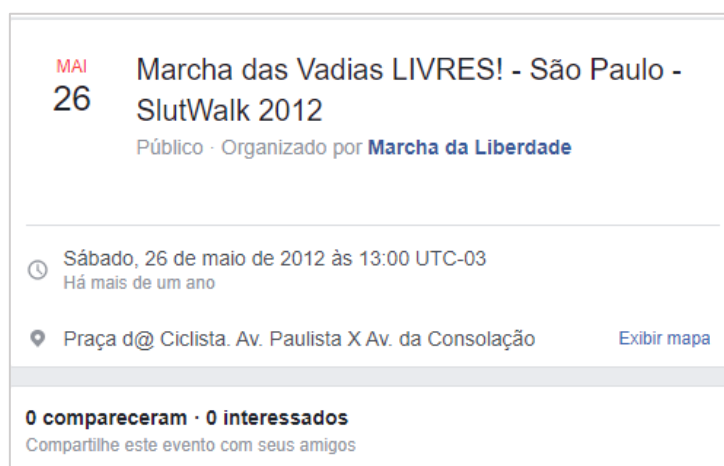 MAI
26
Marcha das Vadias LIVRES! - São Paulo -
SlutWalk 2012
Público · Organizado por Marcha da Liberdade
Sábado, 26 de maio de 2012 às 13:00 UTC-03
Há mais de um ano
Praça d@ Ciclista. Av. Paulista X Av. da Consolação
Exibir mapa
0 compareceram · 0 interessados
Compartilhe este evento com seus amigos